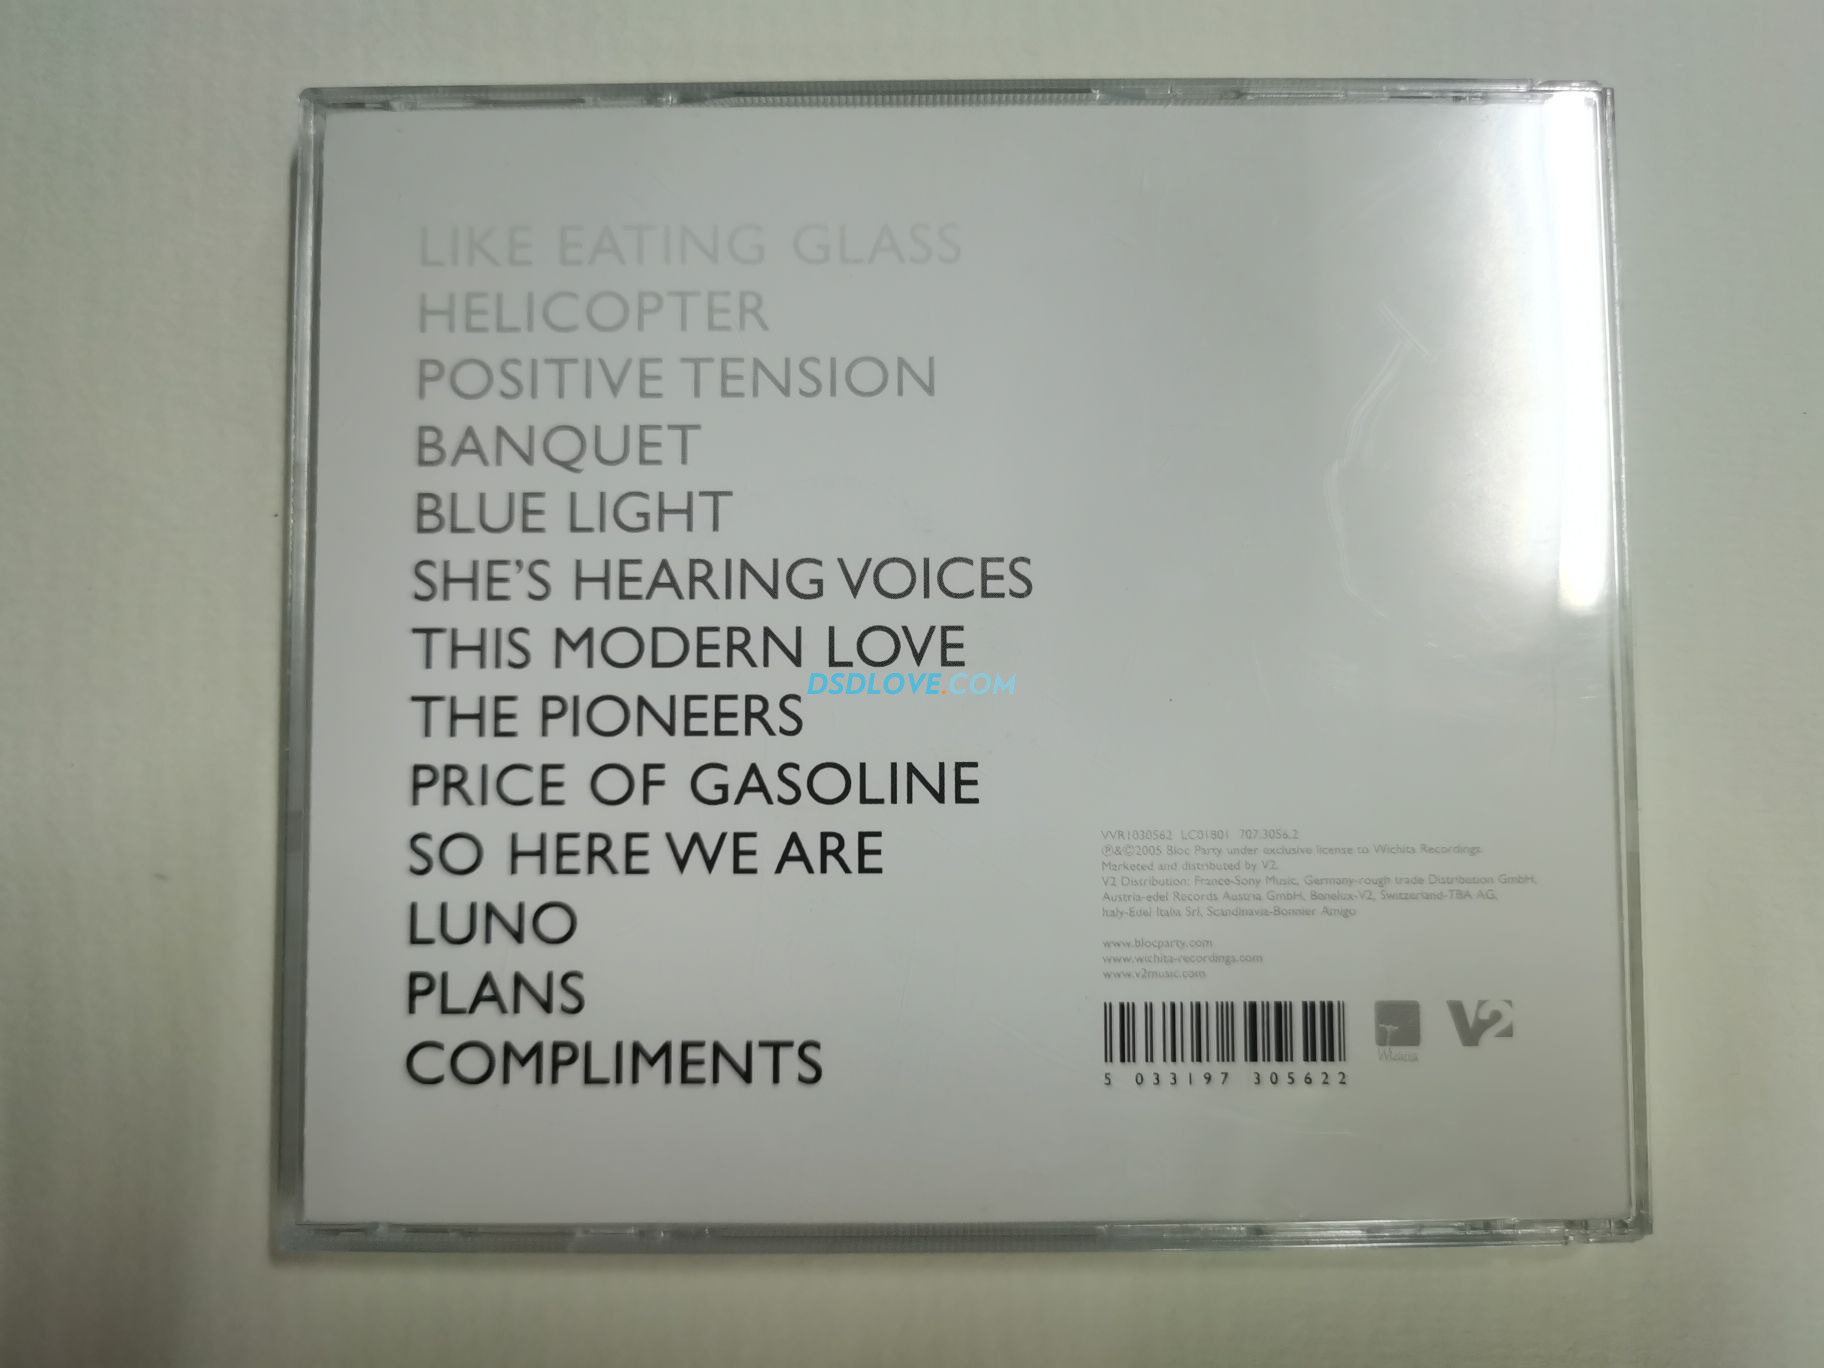 LIKE EATING GLASS
HELICOPTER
POSITIVE TENSION
BANQUET
BLUE LIGHT
SHE'S HEARING VOICES
THIS MODERN LOVE
DSDLOVE.COM
THE PIONEERS
PRICE OF GASOLINE
SO HERE WE ARE
LUNO
PLANS
COMPLIMENTS
VVR1030562 LC01801 707.3056.2
℗&©2005 Bloc Party under exclusive license to Wichita Recordings
Marketed and distributed by V2.
V2 Distribution: France-Sony Music, Germany-rough trade Distribution GmbH,
Austria-edel Records Austria GmbH, Benelux-V2, Switzerland-TBA AG,
Italy-Edel Italia Srl, Scandinavia-Bonnier Amigo
www.blocparty.com
www.wichita-recordings.com
www.v2music.com
5 033197 305622
Wichita
V2